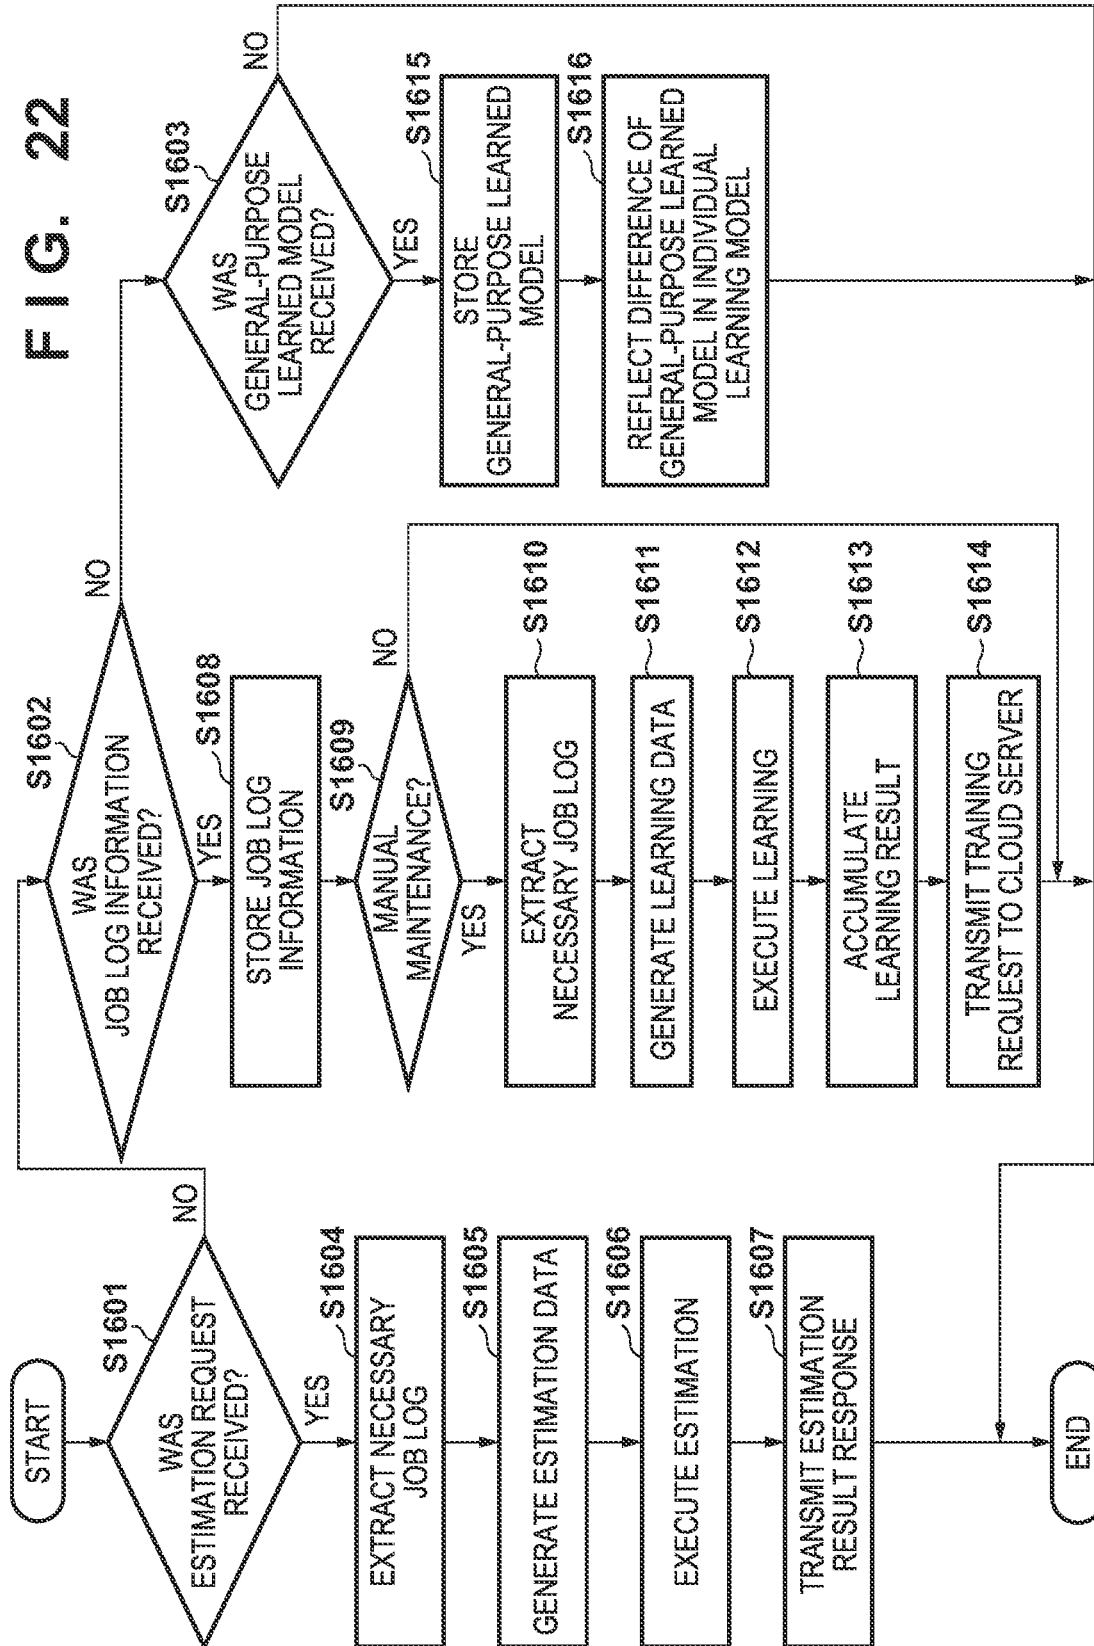 FIG. 22
START
S1601
WAS
ESTIMATION REQUEST
RECEIVED?
NO
YES
S1604
EXTRACT NECESSARY
JOB LOG
S1605
GENERATE ESTIMATION DATA
S1606
EXECUTE ESTIMATION
S1607
TRANSMIT ESTIMATION
RESULT RESPONSE
END
S1602
WAS
JOB LOG INFORMATION
RECEIVED?
NO
YES
S1608
STORE JOB LOG
INFORMATION
S1609
MANUAL
MAINTENANCE?
NO
YES
S1610
EXTRACT
NECESSARY JOB LOG
S1611
GENERATE LEARNING DATA
S1612
EXECUTE LEARNING
S1613
ACCUMULATE
LEARNING RESULT
S1614
TRANSMIT TRAINING
REQUEST TO CLOUD SERVER
S1603
WAS
GENERAL-PURPOSE
LEARNED MODEL
RECEIVED?
NO
YES
S1615
STORE
GENERAL-PURPOSE LEARNED
MODEL
S1616
REFLECT DIFFERENCE OF
GENERAL-PURPOSE LEARNED
MODEL IN INDIVIDUAL
LEARNING MODEL